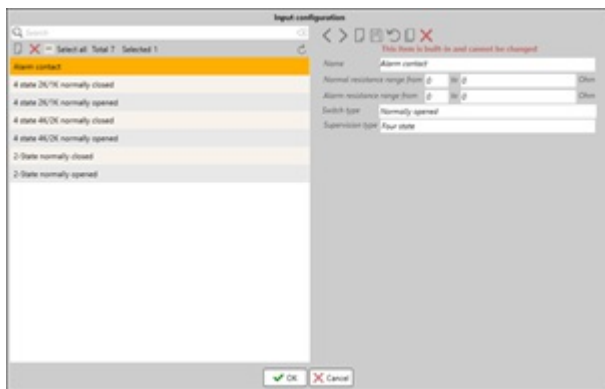 Input configuration
Search
Select all Total 7 Selected 1
This item is built-in and cannot be changed
Alarm contact
4 state 2K/1K normally closed
4 state 2K/1K normally opened
4 state 4K/2K normally closed
4 state 4K/2K normally opened
2-State normally closed
2-State normally opened
Name Alarm contact
Normal resistance range from 0 to 0 Ohm
Alarm resistance range from 0 to 0 Ohm
Switch type Normally opened
Supervision type Four state
OK Cancel